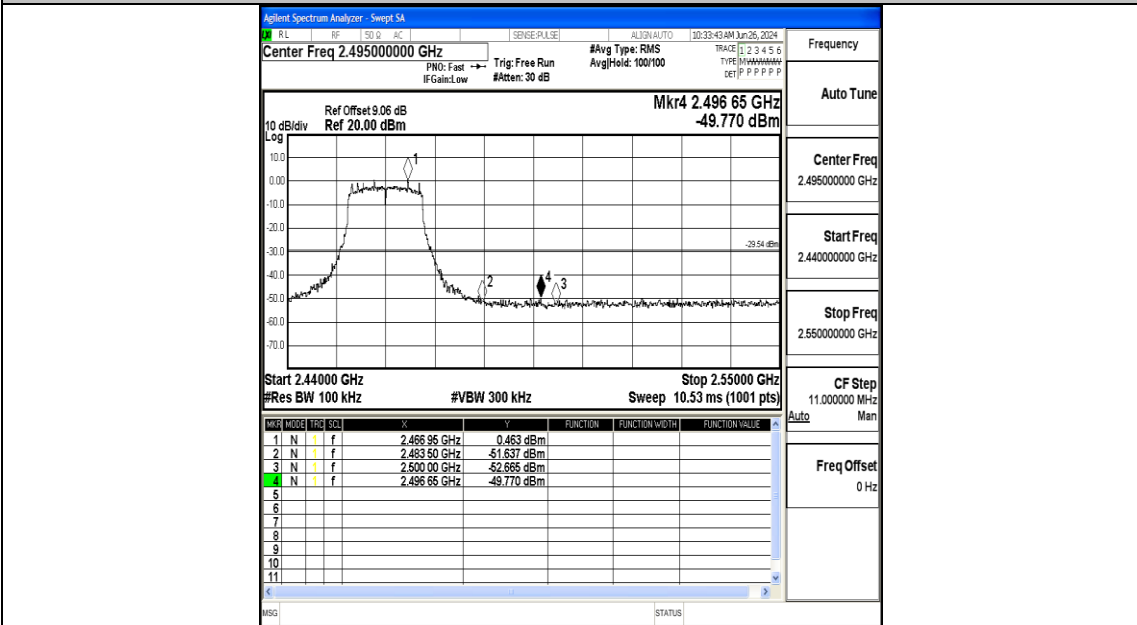 Agilent Spectrum Analyzer - Swept SA
RL RF 50 Ω AC SENSE:PULSE ALIGN AUTO 10:33:43 AM Jun 26, 2024
Center Freq 2.495000000 GHz
PNO: Fast
IFGain:Low
Trig: Free Run
#Atten: 30 dB
#Avg Type: RMS
Avg|Hold: 100/100
TRACE 1 2 3 4 5 6
TYPE
DET P P P P P P
Frequency
Mkr4 2.496 65 GHz
-49.770 dBm
Ref Offset 9.06 dB
10 dB/div Ref 20.00 dBm
Log
10.0
0.00
-10.0
-20.0
-30.0
-40.0
-50.0
-60.0
-70.0
1
2
4
3
-29.54 dBm
Start 2.44000 GHz Stop 2.55000 GHz
#Res BW 100 kHz #VBW 300 kHz Sweep 10.53 ms (1001 pts)
MKR MODE TRC SCL X Y FUNCTION FUNCTION WIDTH FUNCTION VALUE
1 N 1 f 2.466 95 GHz 0.463 dBm
2 N 1 f 2.483 50 GHz -51.637 dBm
3 N 1 f 2.500 00 GHz -52.665 dBm
4 N 1 f 2.496 65 GHz -49.770 dBm
5
6
7
8
9
10
11
MSG STATUS
Auto Tune
Center Freq
2.495000000 GHz
Start Freq
2.440000000 GHz
Stop Freq
2.550000000 GHz
CF Step
11.000000 MHz
Auto Man
Freq Offset
0 Hz